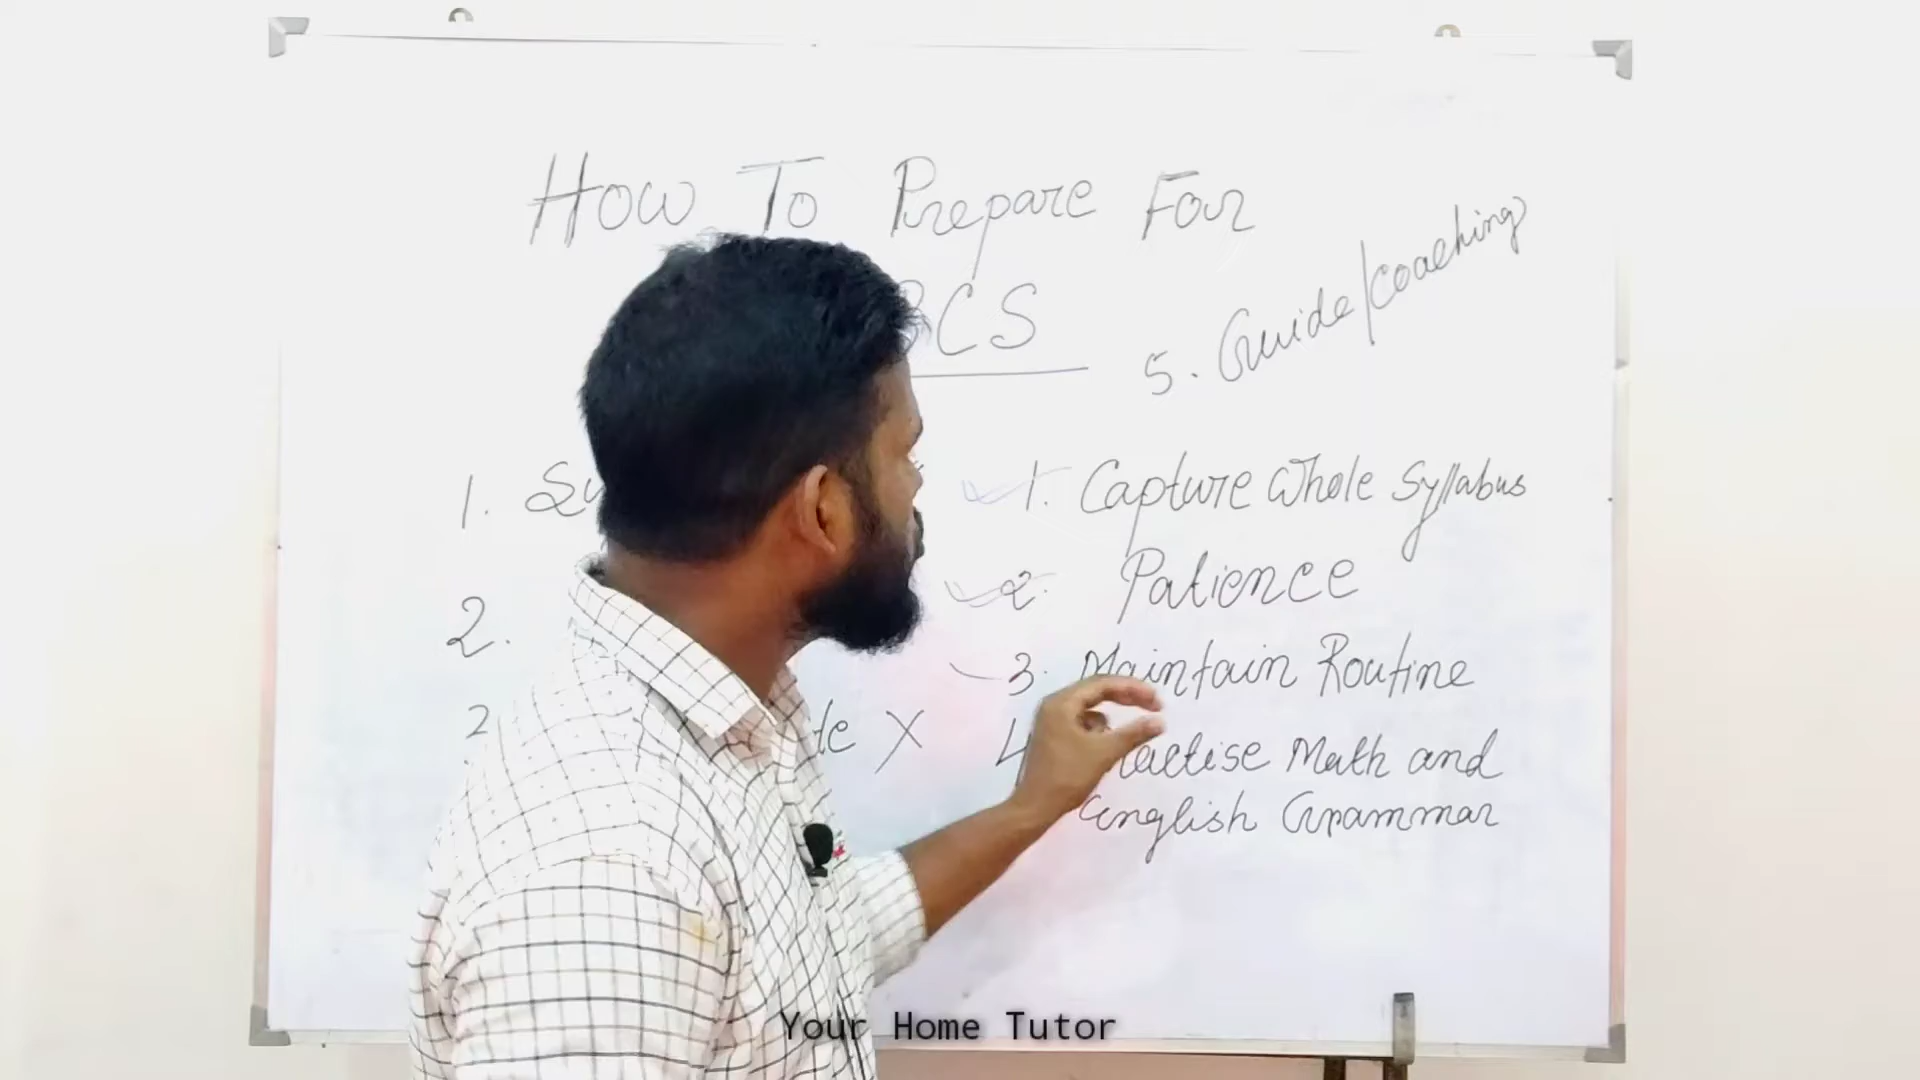 How To Prepare For
BCS
5. Guide/Coaching
1.
2.
1. Capture Whole Syllabus
2. Patience
3. Maintain Routine
4. Practise Math and
English Grammar
X
Your Home Tutor